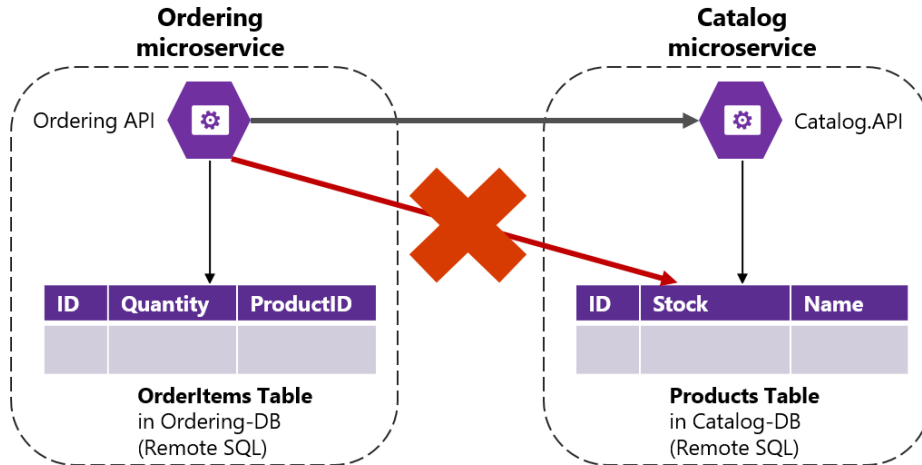 Ordering
microservice
Catalog
microservice
Ordering API
Catalog.API
ID Quantity ProductID
ID Stock Name
OrderItems Table
in Ordering-DB
(Remote SQL)
Products Table
in Catalog-DB
(Remote SQL)